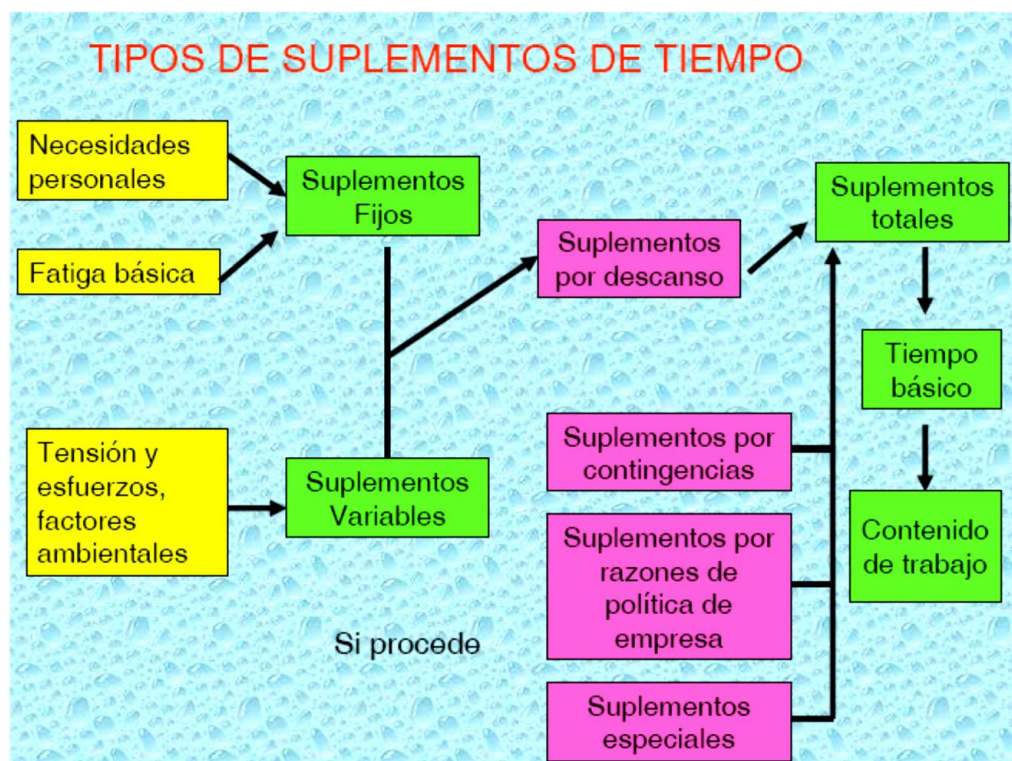 TIPOS DE SUPLEMENTOS DE TIEMPO
Necesidades
personales
Fatiga básica
Suplementos
Fijos
Suplementos
por descanso
Suplementos
totales
Tiempo
básico
Contenido
de trabajo
Tensión y
esfuerzos,
factores
ambientales
Suplementos
Variables
Si procede
Suplementos por
contingencias
Suplementos por
razones de
política de
empresa
Suplementos
especiales